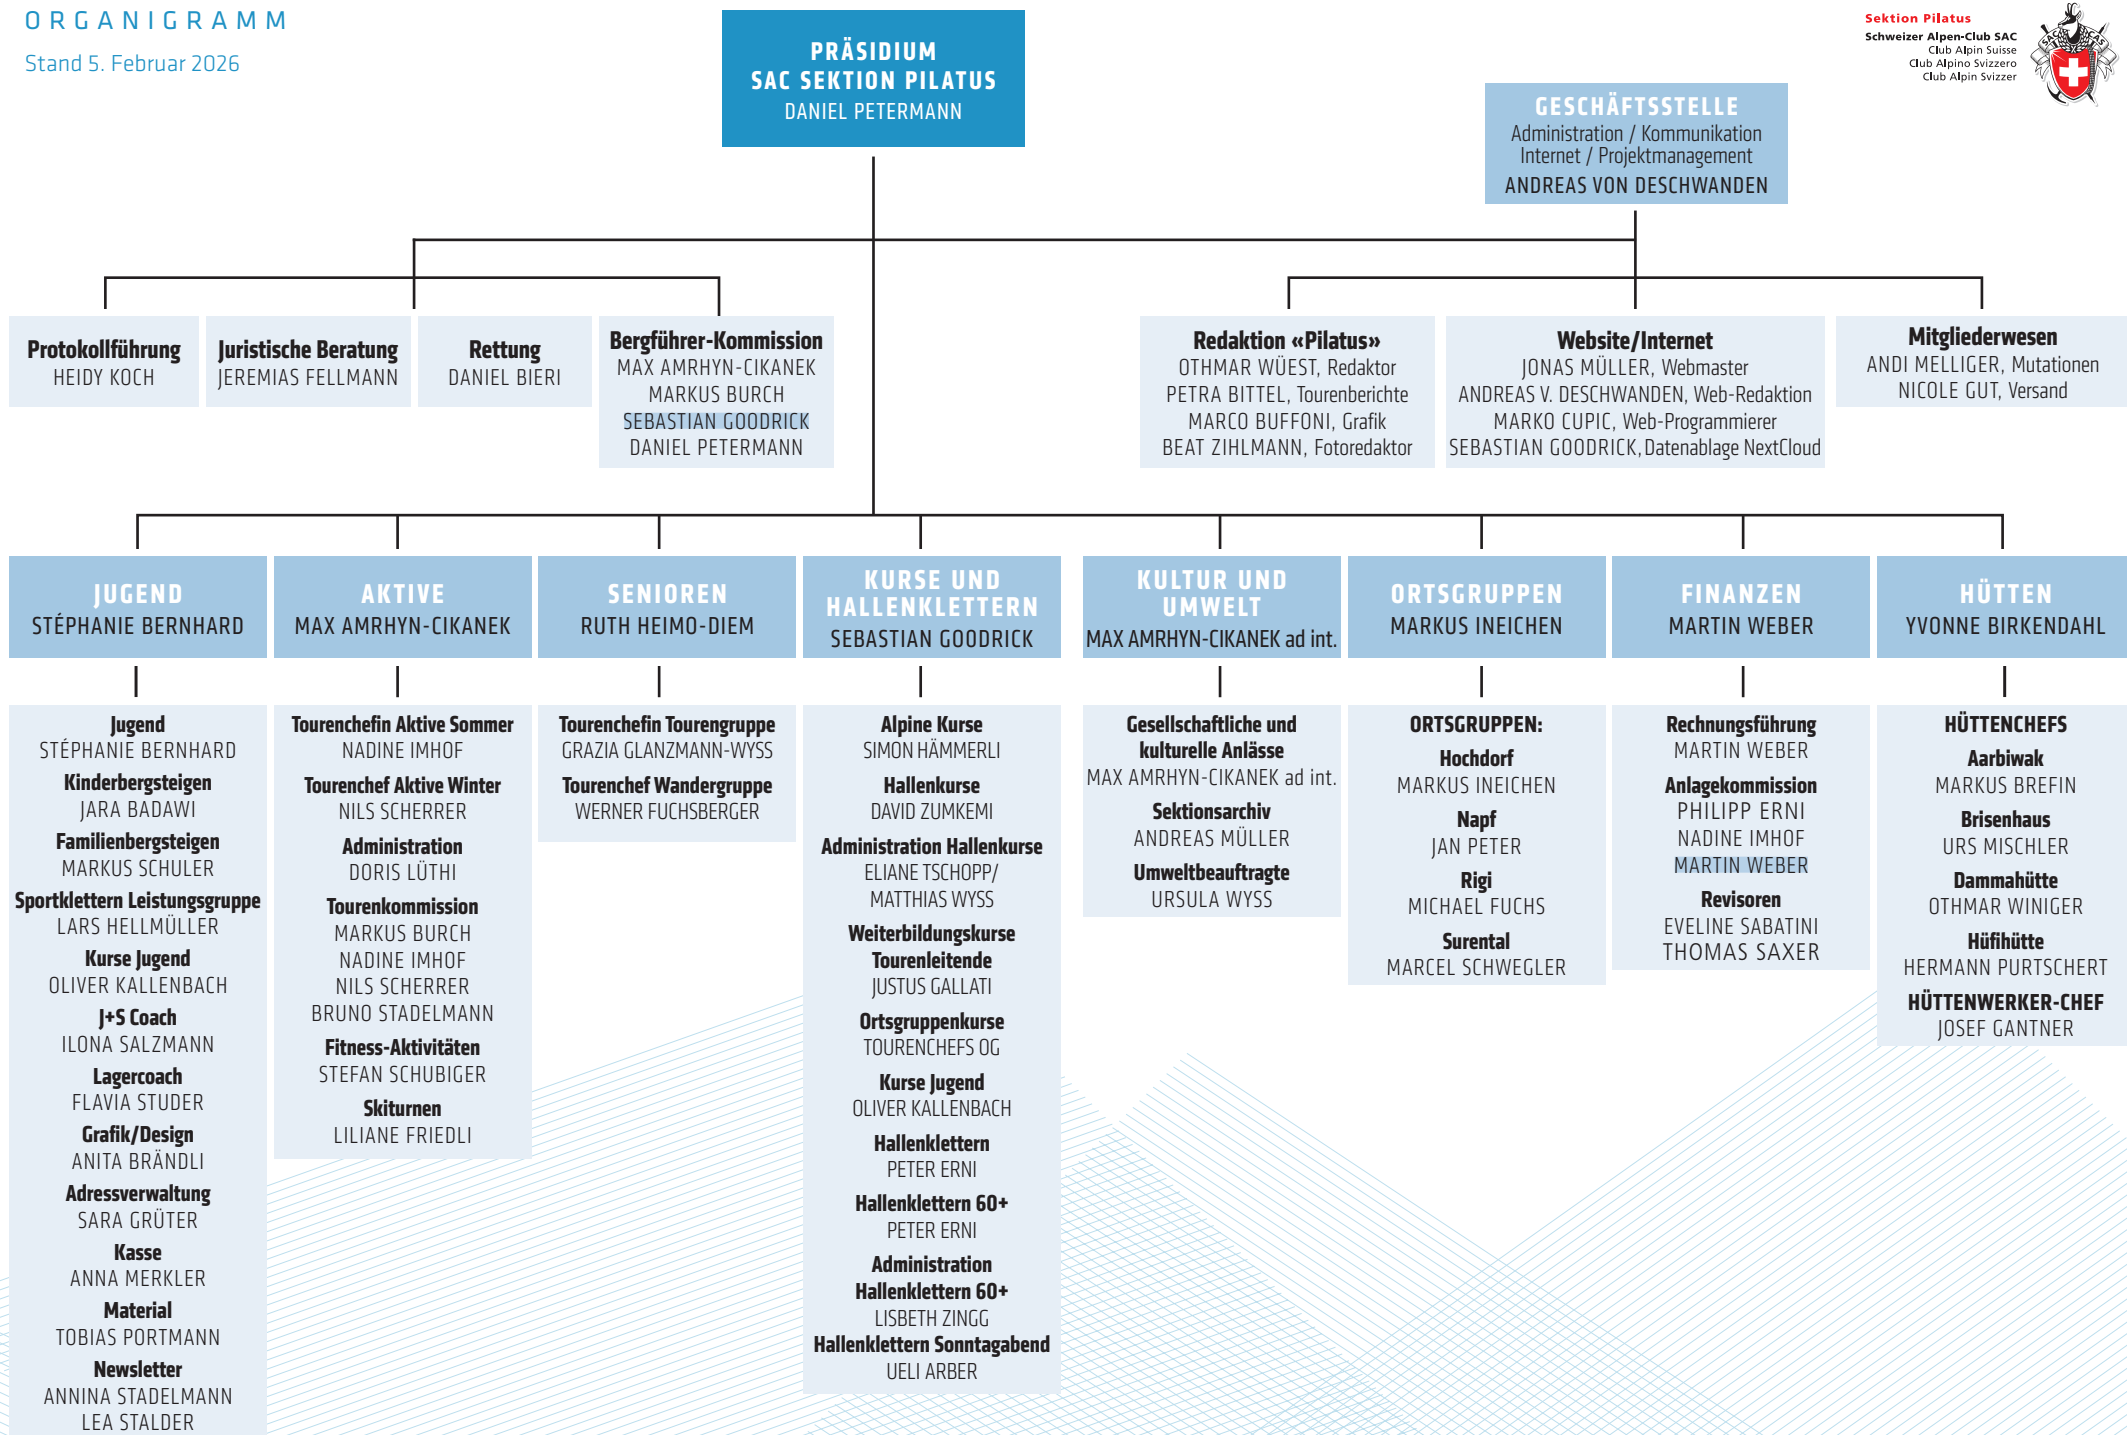 ORGANIGRAMM
Stand 5. Februar 2026
PRÄSIDIUM
SAC SEKTION PILATUS
DANIEL PETERMANN
Sektion Pilatus
Schweizer Alpen-Club SAC
Club Alpin Suisse
Club Alpino Svizzero
Club Alpin Svizzer
GESCHÄFTSSTELLE
Administration / Kommunikation
Internet / Projektmanagement
ANDREAS VON DESCHWANDEN
Protokollführung
HEIDY KOCH
Juristische Beratung
JEREMIAS FELLMANN
Rettung
DANIEL BIERI
Bergführer-Kommission
MAX AMRHYN-CIKANEK
MARKUS BURCH
SEBASTIAN GOODRICK
DANIEL PETERMANN
Redaktion «Pilatus»
OTHMAR WÜEST, Redaktor
PETRA BITTEL, Tourenberichte
MARCO BUFFONI, Grafik
BEAT ZIHLMANN, Fotoredaktor
Website/Internet
JONAS MÜLLER, Webmaster
ANDREAS V. DESCHWANDEN, Web-Redaktion
MARKO CUPIC, Web-Programmierer
SEBASTIAN GOODRICK, Datenablage NextCloud
Mitgliederwesen
ANDI MELLIGER, Mutationen
NICOLE GUT, Versand
JUGEND
STÉPHANIE BERNHARD
AKTIVE
MAX AMRHYN-CIKANEK
SENIOREN
RUTH HEIMO-DIEM
KURSE UND
HALLENKLETTERN
SEBASTIAN GOODRICK
KULTUR UND
UMWELT
MAX AMRHYN-CIKANEK ad int.
ORTSGRUPPEN
MARKUS INEICHEN
FINANZEN
MARTIN WEBER
HÜTTEN
YVONNE BIRKENDAHL
Jugend
STÉPHANIE BERNHARD
Kinderbergsteigen
JARA BADAWI
Familienbergsteigen
MARKUS SCHULER
Sportklettern Leistungsgruppe
LARS HELLMÜLLER
Kurse Jugend
OLIVER KALLENBACH
J+S Coach
ILONA SALZMANN
Lagercoach
FLAVIA STUDER
Grafik/Design
ANITA BRÄNDLI
Adressverwaltung
SARA GRÜTER
Kasse
ANNA MERKLER
Material
TOBIAS PORTMANN
Newsletter
ANNINA STADELMANN
LEA STALDER
Tourenchefin Aktive Sommer
NADINE IMHOF
Tourenchef Aktive Winter
NILS SCHERRER
Administration
DORIS LÜTHI
Tourenkommission
MARKUS BURCH
NADINE IMHOF
NILS SCHERRER
BRUNO STADELMANN
Fitness-Aktivitäten
STEFAN SCHUBIGER
Skiturnen
LILIANE FRIEDLI
Tourenchefin Tourengruppe
GRAZIA GLANZMANN-WYSS
Tourenchef Wandergruppe
WERNER FUCHSBERGER
Alpine Kurse
SIMON HÄMMERLI
Hallenkurse
DAVID ZUMKEMI
Administration Hallenkurse
ELIANE TSCHOPP/
MATTHIAS WYSS
Weiterbildungskurse
Tourenleitende
JUSTUS GALLATI
Ortsgruppenkurse
TOURENCHEFS OG
Kurse Jugend
OLIVER KALLENBACH
Hallenklettern
PETER ERNI
Hallenklettern 60+
PETER ERNI
Administration
Hallenklettern 60+
LISBETH ZINGG
Hallenklettern Sonntagabend
UELI ARBER
Gesellschaftliche und
kulturelle Anlässe
MAX AMRHYN-CIKANEK ad int.
Sektionsarchiv
ANDREAS MÜLLER
Umweltbeauftragte
URSULA WYSS
ORTSGRUPPEN:
Hochdorf
MARKUS INEICHEN
Napf
JAN PETER
Rigi
MICHAEL FUCHS
Surental
MARCEL SCHWEGLER
Rechnungsführung
MARTIN WEBER
Anlagekommission
PHILIPP ERNI
NADINE IMHOF
MARTIN WEBER
Revisoren
EVELINE SABATINI
THOMAS SAXER
HÜTTENCHEFS
Aarbiwak
MARKUS BREFIN
Brisenhaus
URS MISCHLER
Dammahütte
OTHMAR WINIGER
Hüfihütte
HERMANN PURTSCHERT
HÜTTENWERKER-CHEF
JOSEF GANTNER